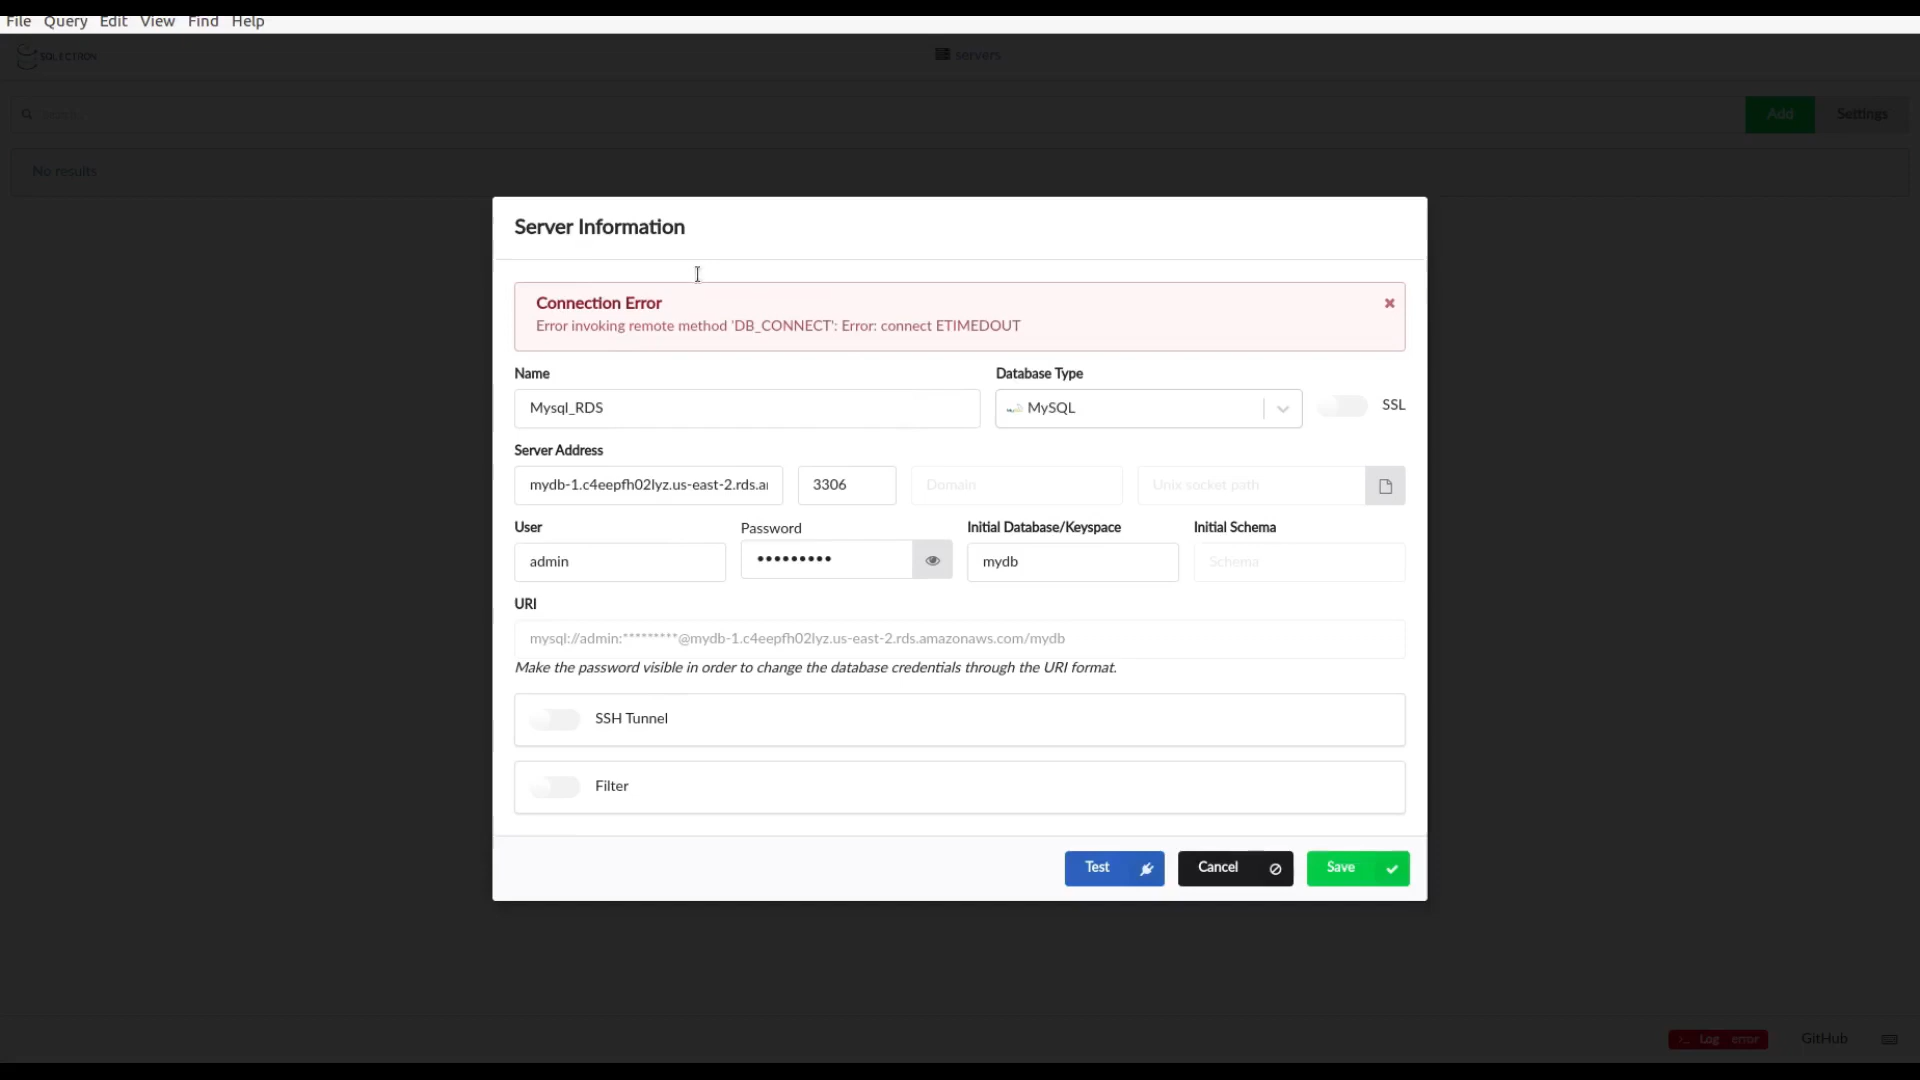 File Query Edit View Find Help
SQLECTRON
servers
Search...
Add
Settings
No results
Server Information
Connection Error
Error invoking remote method 'DB_CONNECT': Error: connect ETIMEDOUT
Name
Database Type
Mysql_RDS
MySQL
SSL
Server Address
mydb-1.c4eepfh02lyz.us-east-2.rds.a
3306
Domain
Unix socket path
User
Password
Initial Database/Keyspace
Initial Schema
admin
•••••••••
mydb
Schema
URI
mysql://admin:*********@mydb-1.c4eepfh02lyz.us-east-2.rds.amazonaws.com/mydb
Make the password visible in order to change the database credentials through the URI format.
SSH Tunnel
Filter
Test
Cancel
Save
Log error
GitHub